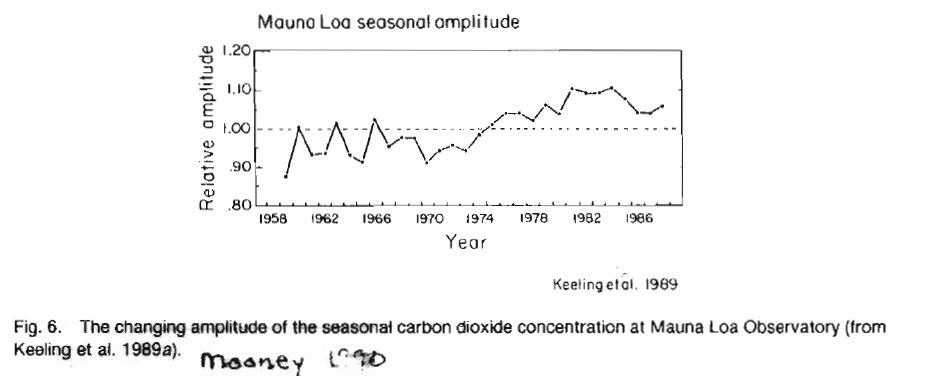 Mauna Loa seasonal amplitude
Relative amplitude
1.20
1.10
1.00
.90
.80
1958 1962 1966 1970 1974 1978 1982 1986
Year
Keeling et al. 1989
Fig. 6. The changing amplitude of the seasonal carbon dioxide concentration at Mauna Loa Observatory (from
Keeling et al. 1989a).
Mooney 1990